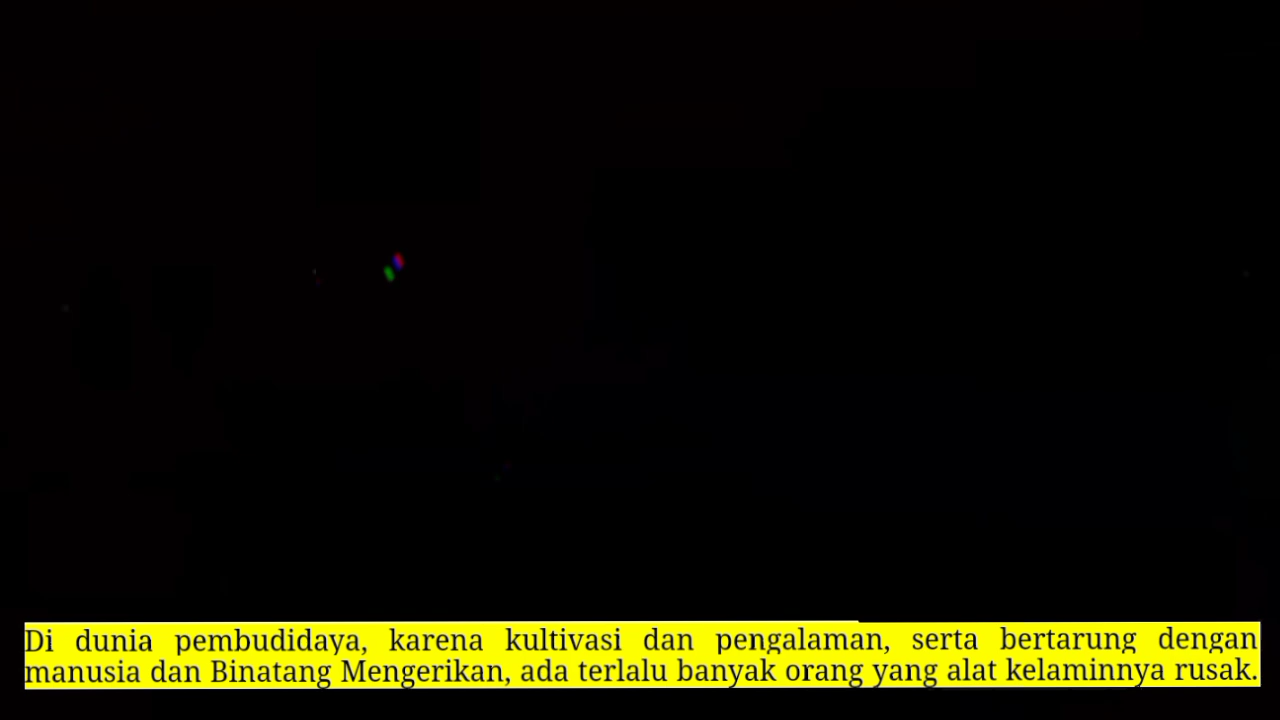 Di dunia pembudidaya, karena kultivasi dan pengalaman, serta bertarung dengan
manusia dan Binatang Mengerikan, ada terlalu banyak orang yang alat kelaminnya rusak.